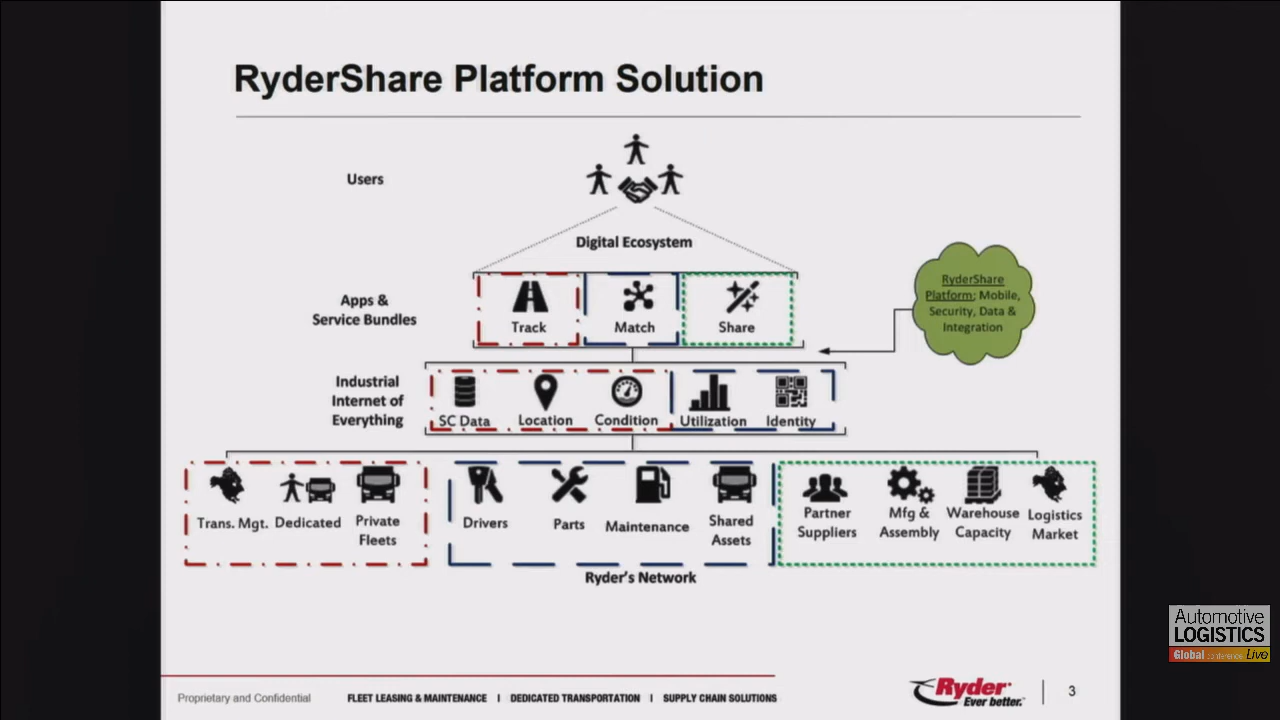 RyderShare Platform Solution
Users
Digital Ecosystem
Apps &
Service Bundles
Track
Match
Share
RyderShare
Platform; Mobile,
Security, Data &
Integration
Industrial
Internet of
Everything
SC Data
Location
Condition
Utilization
Identity
Trans. Mgt.
Dedicated
Private
Fleets
Drivers
Parts
Maintenance
Shared
Assets
Partner
Suppliers
Mfg &
Assembly
Warehouse
Capacity
Logistics
Market
Ryder's Network
Automotive
LOGISTICS
Global conference Live
Proprietary and Confidential
FLEET LEASING & MAINTENANCE I DEDICATED TRANSPORTATION I SUPPLY CHAIN SOLUTIONS
Ryder
Ever better.
3